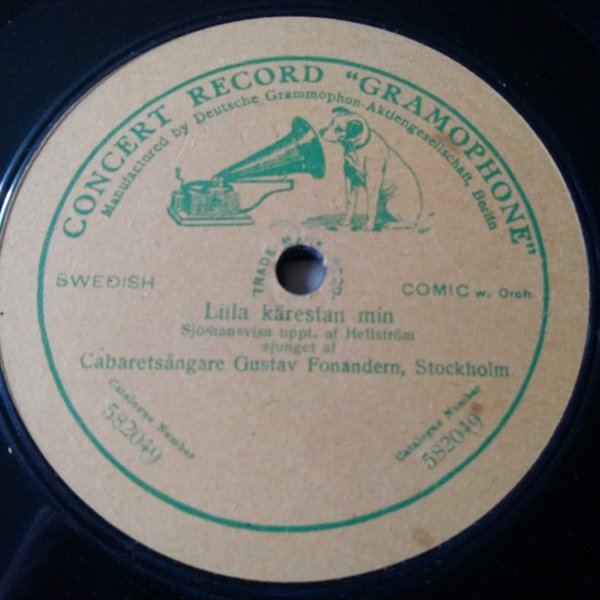 CONCERT RECORD "GRAMOPHONE"
Manufactured by Deutsche Grammophon-Aktiengesellschaft, Berlin
TRADE MARK
SWEDISH
COMIC w. Orch.
Lilla kärestan min
Sjömansvisa uppt. af Hellström
sjunget af
Cabaretsångare Gustav Fonandern, Stockholm
Catalogue Number
582049
Catalogue Number
582049